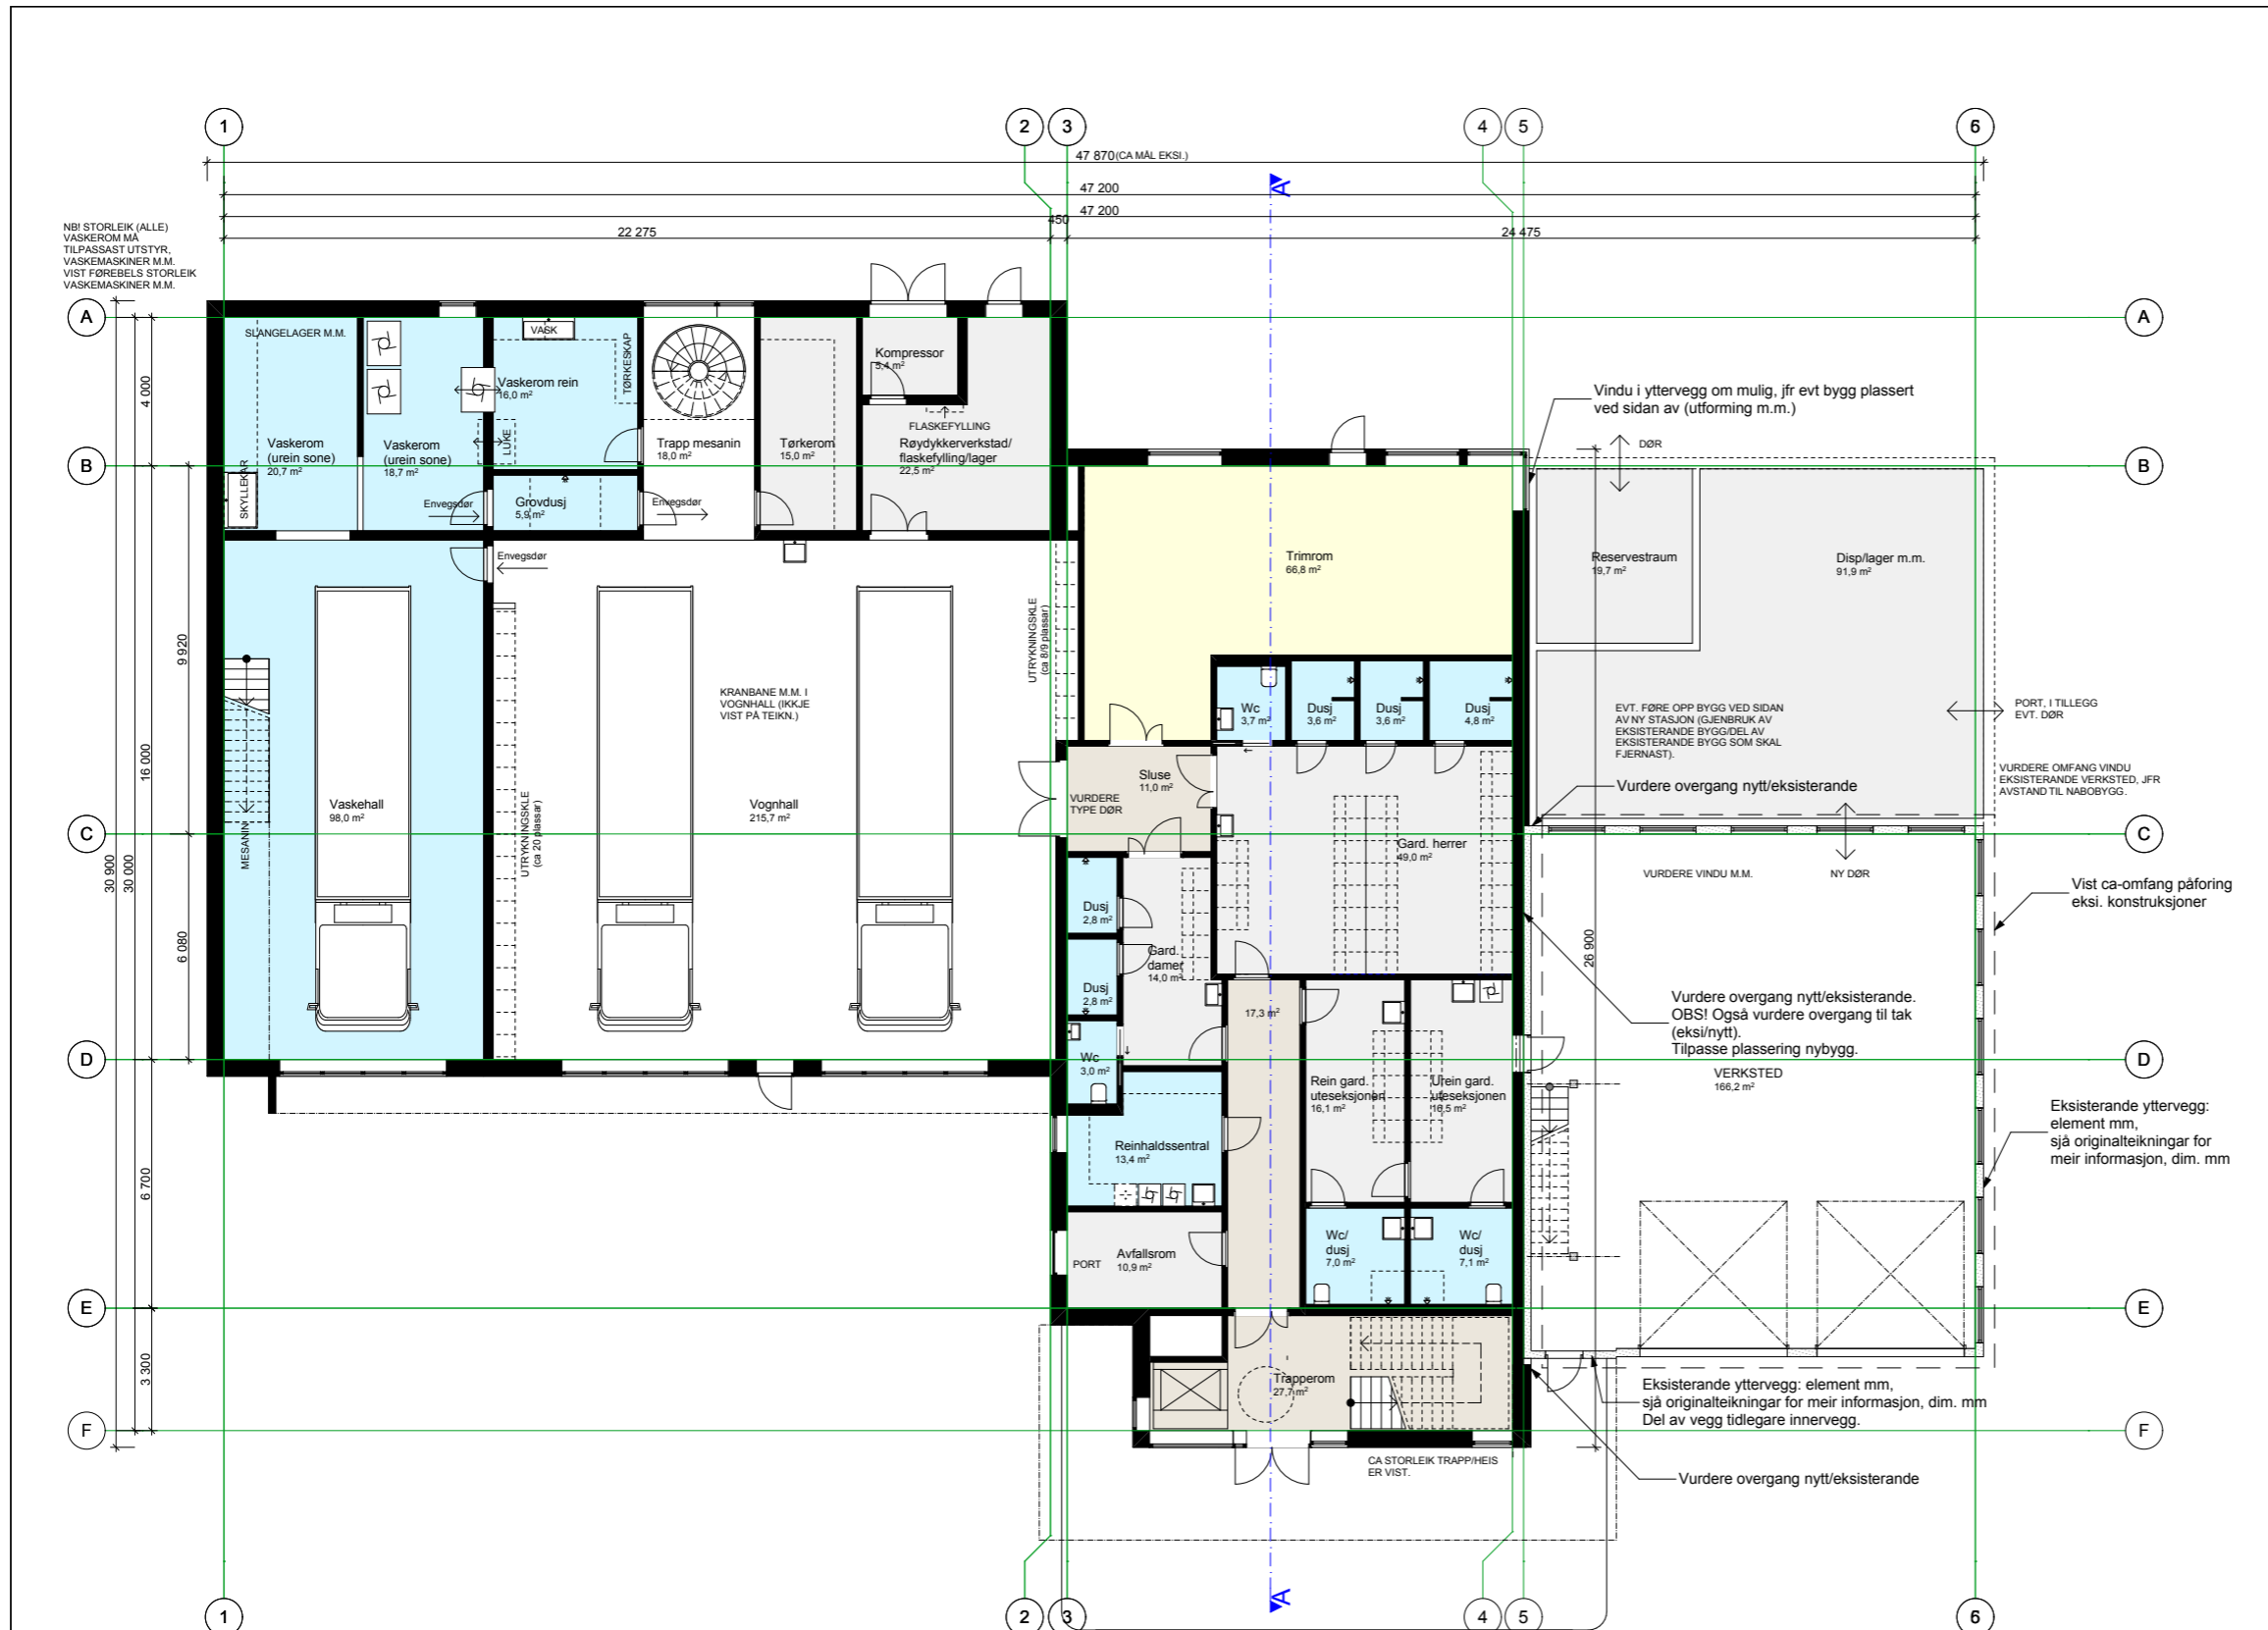 1
2
3
4
5
6
47 870 (CA MÅL EKSI.)
47 200
47 200
450
22 275
24 475
A
NB! STORLEIK (ALLE)
VASKEROM MÅ
TILPASSAST UTSTYR,
VASKEMASKINER M.M.
VIST FØREBELS STORLEIK
VASKEMASKINER M.M.
A
A
SLANGELAGER M.M.
VASK
TØRKESKAP
Kompressor
5,4 m²
Vaskerom rein
16,0 m²
4 000
Vindu i yttervegg om mulig, jfr evt bygg plassert
ved sidan av (utforming m.m.)
FLASKEFYLLING
LUKE
Vaskerom
(urein sone)
20,7 m²
Vaskerom
(urein sone)
18,7 m²
Trapp mesanin
18,0 m²
Tørkerom
15,0 m²
Røydykkerverkstad/
flaskefylling/lager
22,5 m²
DØR
B
B
SKYLLEKAR
Envegsdør
Grovdusj
5,9 m²
Envegsdør
Envegsdør
Trimrom
66,8 m²
Reservestraum
19,7 m²
Disp/lager m.m.
91,9 m²
UTRYKNINGSKLE
(ca 8/9 plassar)
9 920
KRANBANE M.M. I
VOGNHALL (IKKJE
VIST PÅ TEIKN.)
Wc
3,7 m²
Dusj
3,6 m²
Dusj
3,6 m²
Dusj
4,8 m²
EVT. FØRE OPP BYGG VED SIDAN
AV NY STASJON (GJENBRUK AV
EKSISTERANDE BYGG/DEL AV
EKSISTERANDE BYGG SOM SKAL
FJERNAST).
PORT, I TILLEGG
EVT. DØR
16 000
Sluse
11,0 m²
VURDERE
TYPE DØR
Vurdere overgang nytt/eksisterande
VURDERE OMFANG VINDU
EKSISTERANDE VERKSTED, JFR
AVSTAND TIL NABOBYGG.
Vaskehall
98,0 m²
Vognhall
215,7 m²
MESANIN
UTRYKNINGSKLE
(ca 20 plassar)
C
C
30 900
30 000
Gard. herrer
49,0 m²
VURDERE VINDU M.M.
NY DØR
Vist ca-omfang påforing
eksi. konstruksjoner
Dusj
2,8 m²
Gard.
damer
14,0 m²
26 900
6 080
Dusj
2,8 m²
17,3 m²
Vurdere overgang nytt/eksisterande.
OBS! Også vurdere overgang til tak
(eksi/nytt).
Tilpasse plassering nybygg.
D
D
Wc
3,0 m²
VERKSTED
166,2 m²
Rein gard.
uteseksjonen
16,1 m²
Urein gard.
uteseksjonen
16,5 m²
Eksisterande yttervegg:
element mm,
sjå originalteikningar for
meir informasjon, dim. mm
Reinhaldssentral
13,4 m²
6 700
PORT
Avfallsrom
10,9 m²
Wc/
dusj
7,0 m²
Wc/
dusj
7,1 m²
E
E
3 300
Trapperom
27,7 m²
Eksisterande yttervegg: element mm,
sjå originalteikningar for meir informasjon, dim. mm
Del av vegg tidlegare innervegg.
F
F
CA STORLEIK TRAPP/HEIS
ER VIST.
Vurdere overgang nytt/eksisterande
A
1
2
3
4
5
6